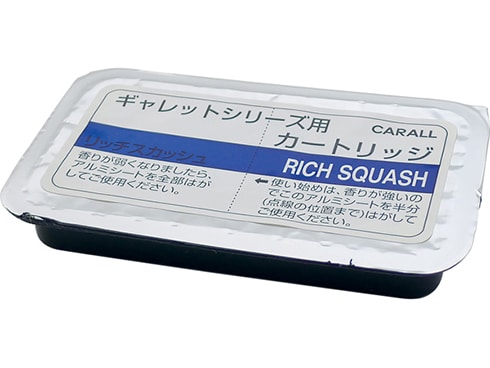 ギャレットシリーズ用
カートリッジ
CARALL
リッチスカッシュ
RICH SQUASH
香りが弱くなりましたら、
アルミシートを全部はが
してご使用ください。
←使い始めは、香りが強いの
でこのアルミシートを半分
(点線の位置まで)はがして
ご使用ください。